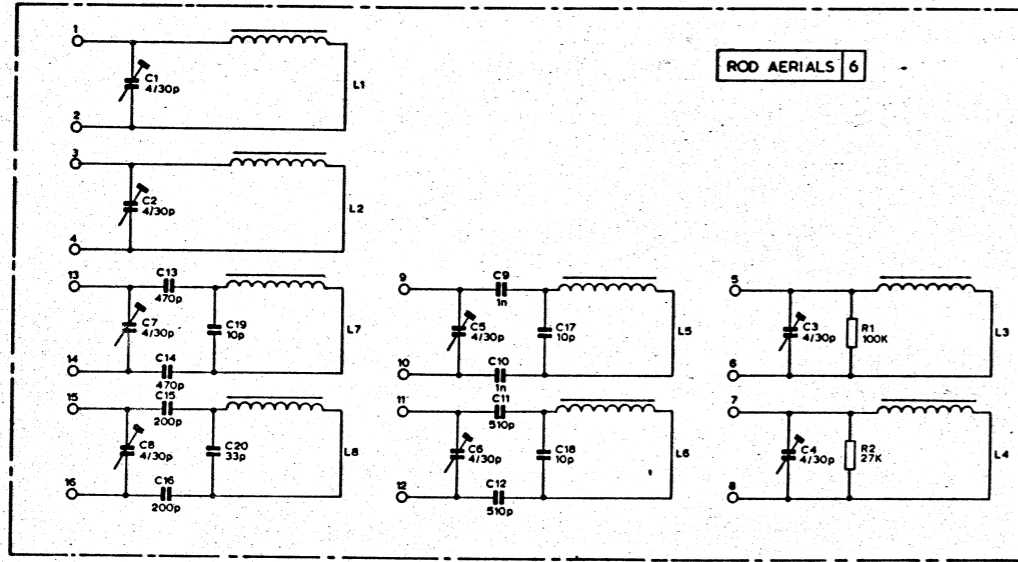 ROD AERIALS 6
1
C1
4/30p
L1
2
3
C2
4/30p
L2
4
13
C13
470p
C7
4/30p
C19
10p
L7
14
C14
470p
15
C15
200p
C8
4/30p
C20
33p
L8
16
C16
200p
9
C9
1n
C5
4/30p
C17
10p
L5
10
C10
1n
11
C11
510p
C6
4/30p
C18
10p
L6
12
C12
510p
5
C3
4/30p
R1
100K
L3
6
7
C4
4/30p
R2
27K
L4
8